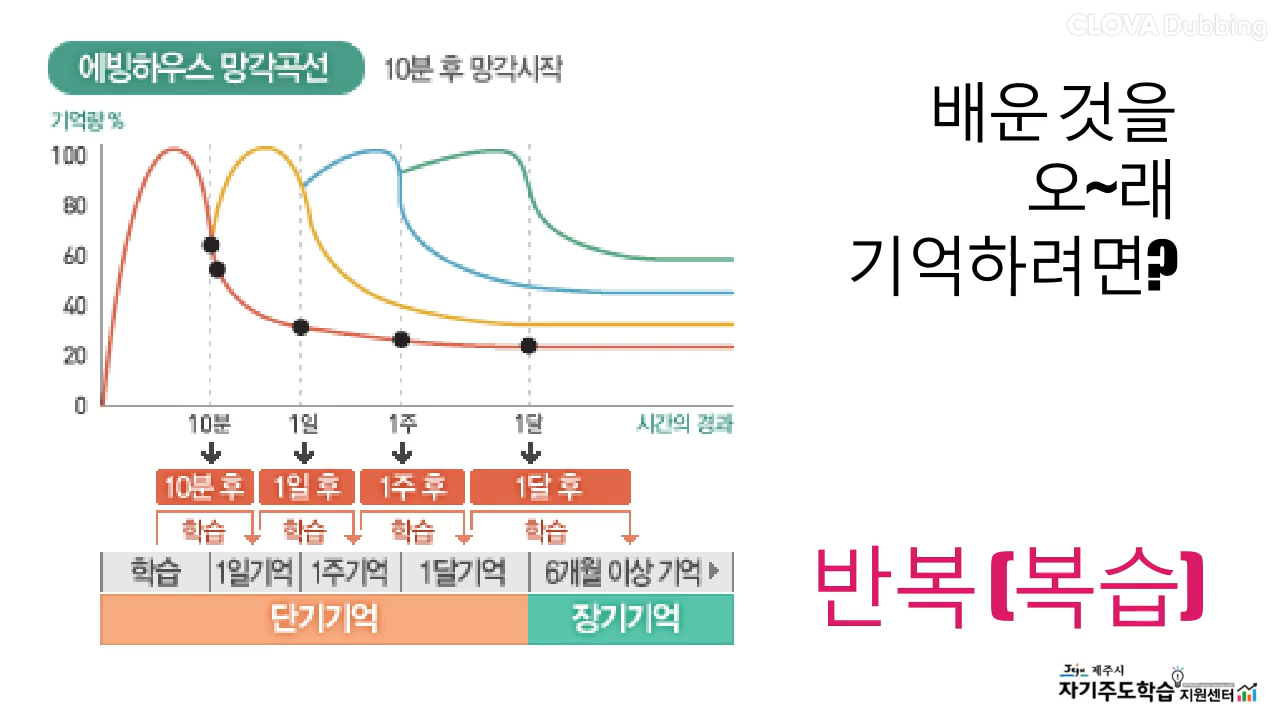 CLOVA Dubbing
에빙하우스 망각곡선 10분 후 망각시작
기억량 %
100
80
60
40
20
0
10분 1일 1주 1달 시간의 경과
10분 후 1일 후 1주 후 1달 후
학습 학습 학습 학습
학습 1일기억 1주기억 1달기억 6개월 이상 기억
단기기억 장기기억
배운 것을
오~래
기억하려면?
반복 (복습)
Jeju 제주시
자기주도학습 지원센터